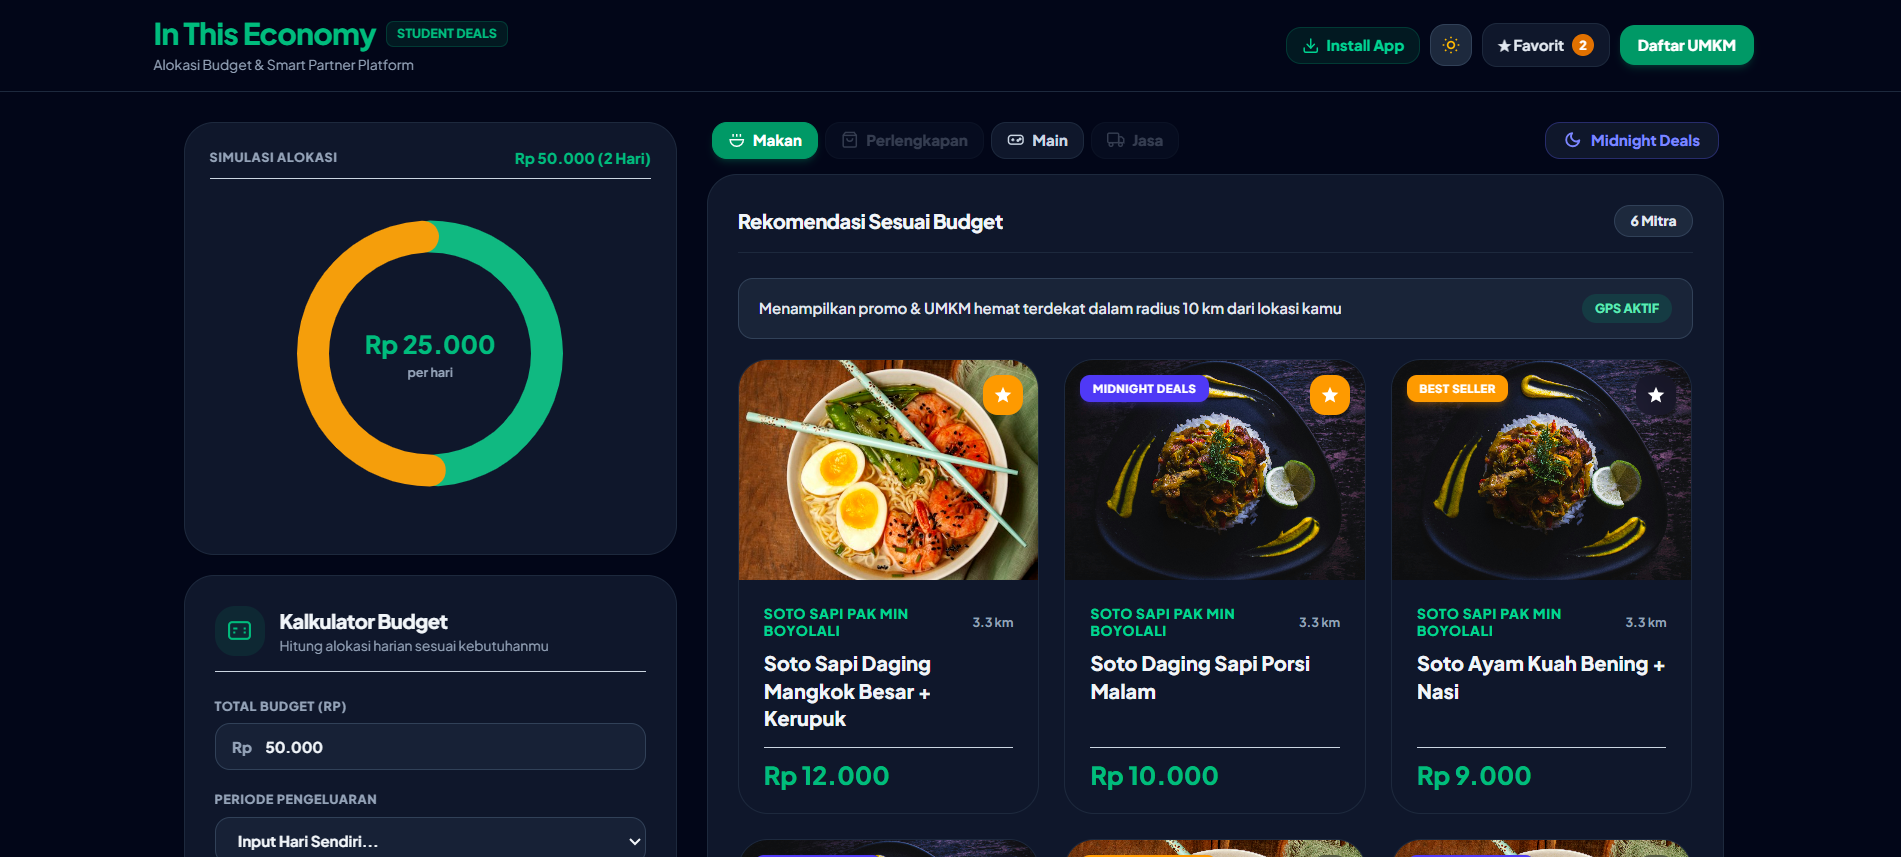 In This Economy
STUDENT DEALS
Alokasi Budget & Smart Partner Platform
Install App
Favorit
2
Daftar UMKM
SIMULASI ALOKASI
Rp 50.000 (2 Hari)
Rp 25.000
per hari
Kalkulator Budget
Hitung alokasi harian sesuai kebutuhanmu
TOTAL BUDGET (RP)
Rp 50.000
PERIODE PENGELUARAN
Input Hari Sendiri...
Makan
Perlengkapan
Main
Jasa
Midnight Deals
Rekomendasi Sesuai Budget
6 Mitra
Menampilkan promo & UMKM hemat terdekat dalam radius 10 km dari lokasi kamu
GPS AKTIF
SOTO SAPI PAK MIN
BOYOLALI
3.3 km
Soto Sapi Daging
Mangkok Besar +
Kerupuk
Rp 12.000
MIDNIGHT DEALS
SOTO SAPI PAK MIN
BOYOLALI
3.3 km
Soto Daging Sapi Porsi
Malam
Rp 10.000
BEST SELLER
SOTO SAPI PAK MIN
BOYOLALI
3.3 km
Soto Ayam Kuah Bening +
Nasi
Rp 9.000